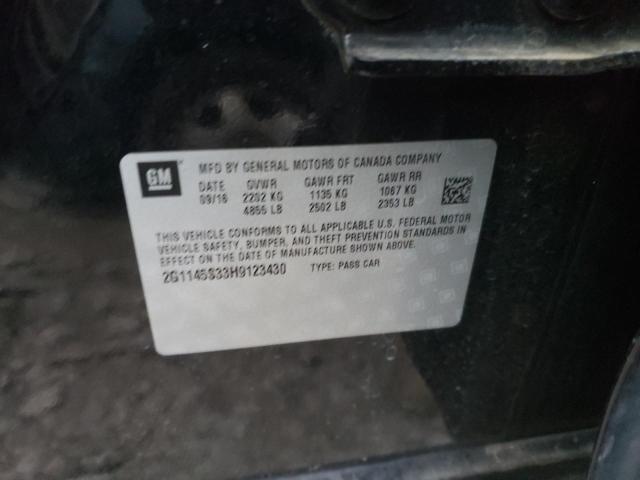 GM
MFD BY GENERAL MOTORS OF CANADA COMPANY
DATE GVWR GAWR FRT GAWR RR
09/16 2202 KG 1135 KG 1067 KG
4855 LB 2502 LB 2353 LB
THIS VEHICLE CONFORMS TO ALL APPLICABLE U.S. FEDERAL MOTOR
VEHICLE SAFETY, BUMPER, AND THEFT PREVENTION STANDARDS IN
EFFECT ON THE DATE OF MANUFACTURE SHOWN ABOVE.
2G1145S33H9123430 TYPE: PASS CAR